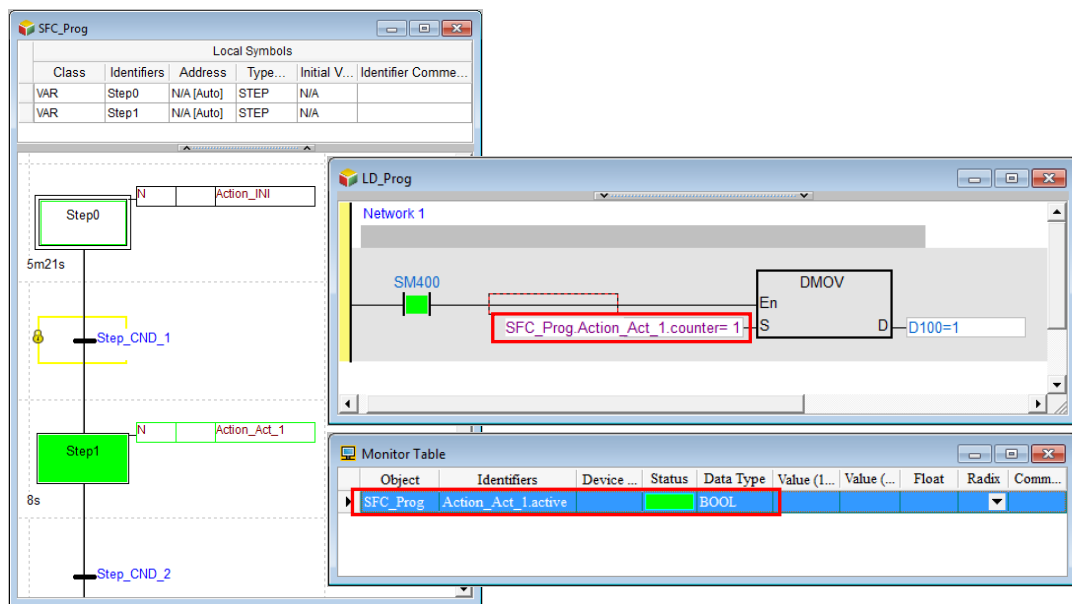 SFC_Prog
Local Symbols
Class Identifiers Address Type... Initial V... Identifier Comme...
VAR Step0 N/A [Auto] STEP N/A
VAR Step1 N/A [Auto] STEP N/A
N Action_INI
Step0
5m21s
Step_CND_1
N Action_Act_1
Step1
8s
Step_CND_2
LD_Prog
Network 1
SM400
DMOV
En
SFC_Prog.Action_Act_1.counter= 1 S D D100=1
Monitor Table
Object Identifiers Device ... Status Data Type Value (1... Value (... Float Radix Comm...
SFC_Prog Action_Act_1.active BOOL